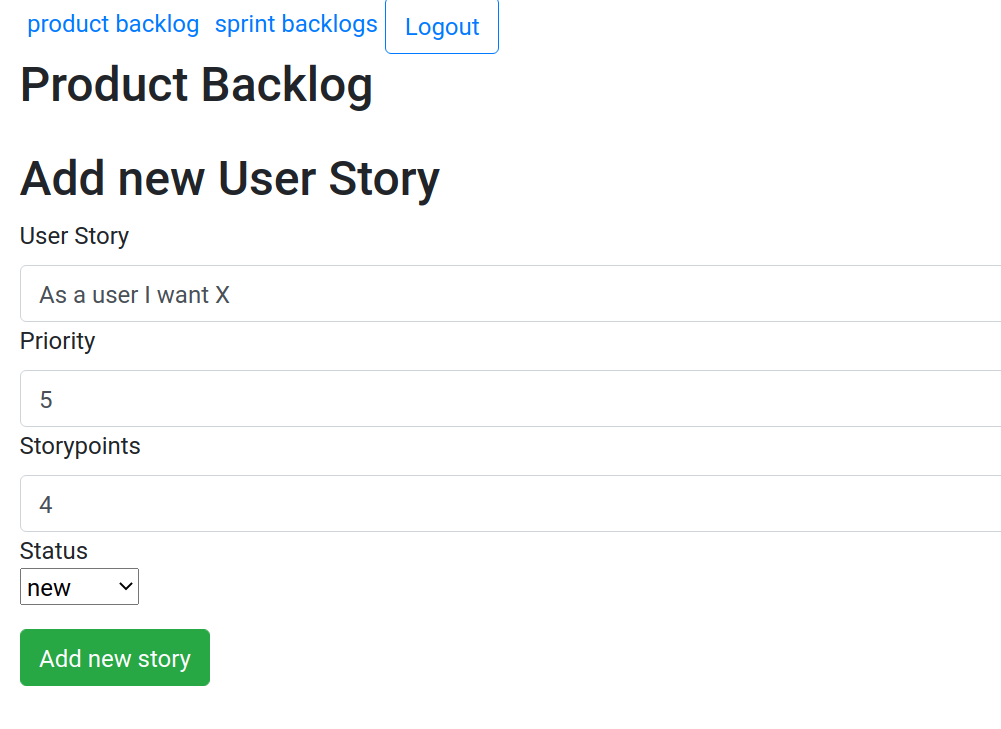 product backlog sprint backlogs Logout
Product Backlog
Add new User Story
User Story
As a user I want X
Priority
5
Storypoints
4
Status
new
Add new story